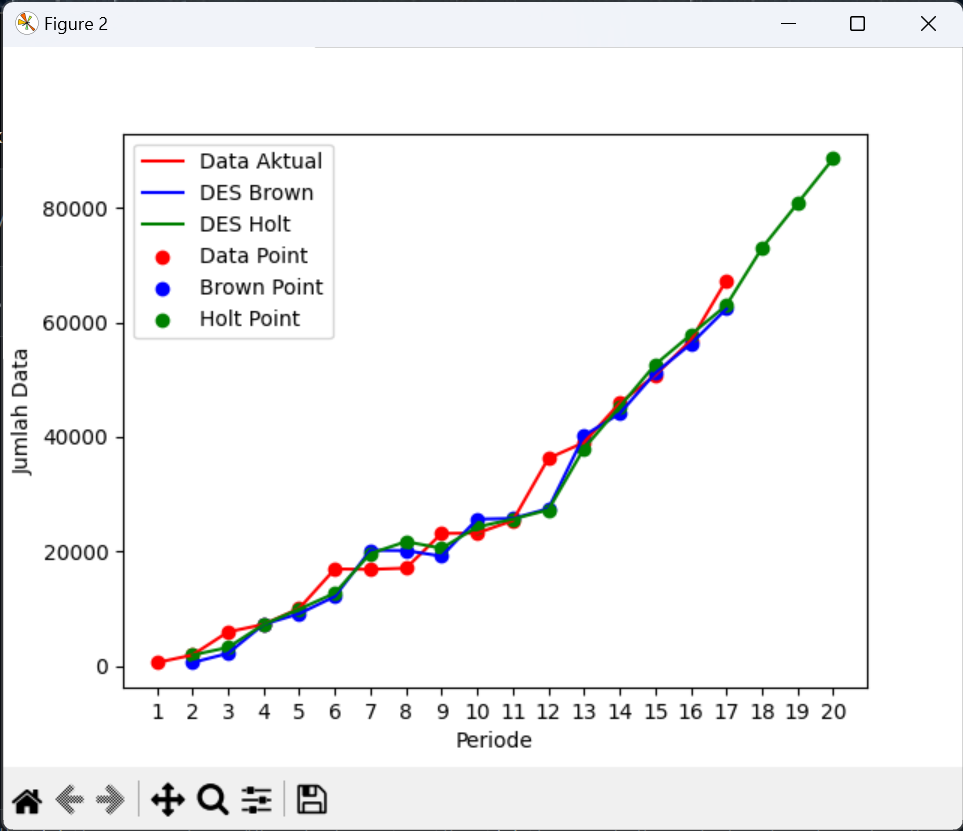 Figure 2
Data Aktual
DES Brown
DES Holt
Data Point
Brown Point
Holt Point
80000
60000
40000
20000
0
Jumlah Data
1 2 3 4 5 6 7 8 9 10 11 12 13 14 15 16 17 18 19 20
Periode